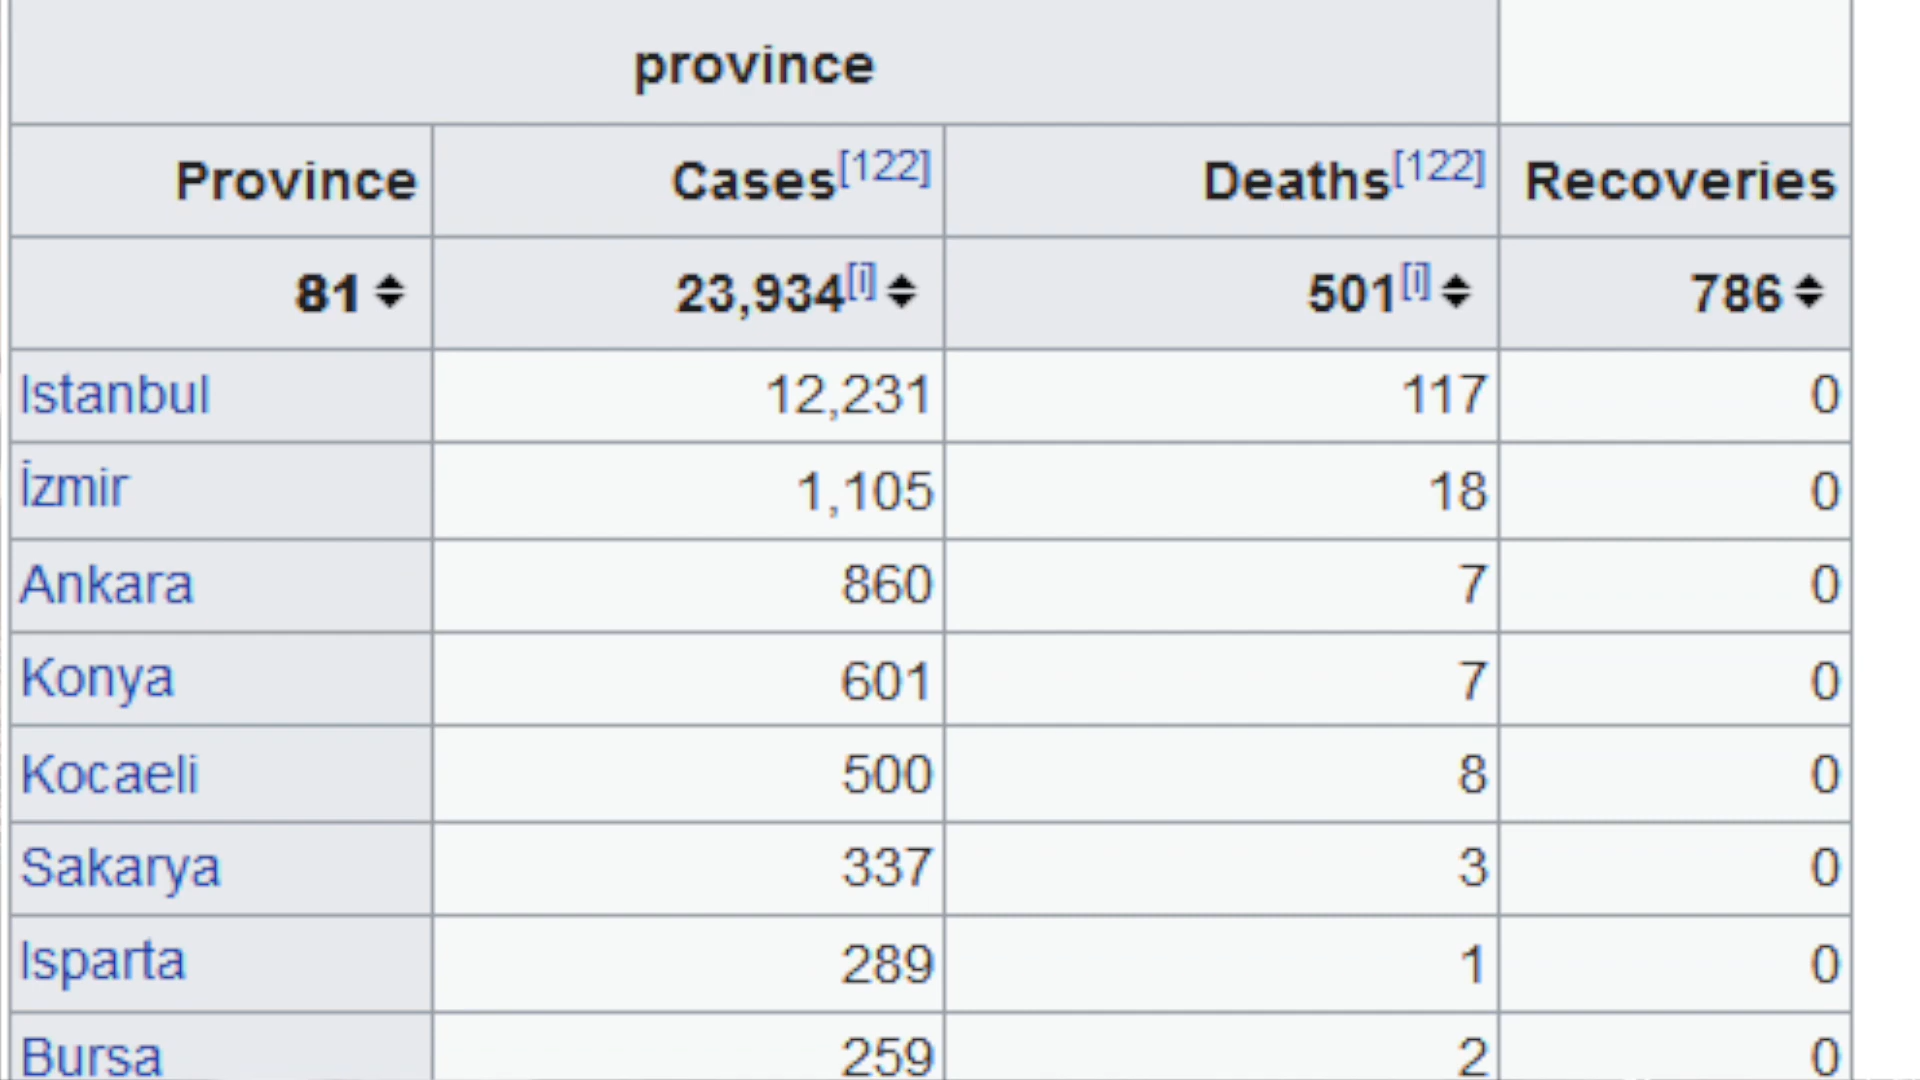 province
Province Cases[122] Deaths[122] Recoveries
81 23,934[i] 501[i] 786
Istanbul 12,231 117 0
İzmir 1,105 18 0
Ankara 860 7 0
Konya 601 7 0
Kocaeli 500 8 0
Sakarya 337 3 0
Isparta 289 1 0
Bursa 259 2 0